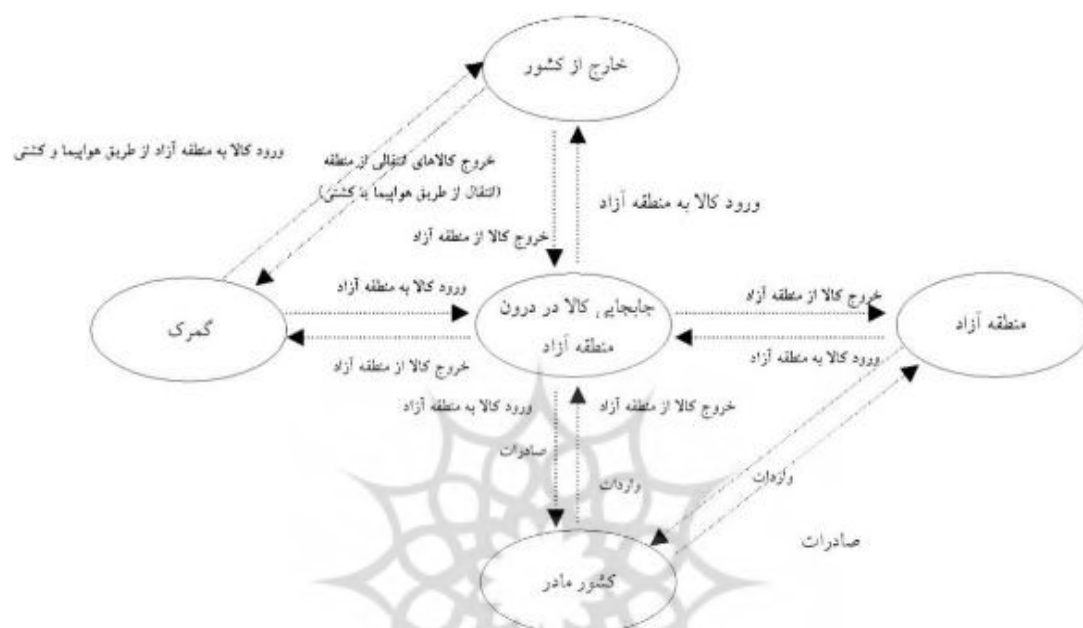 خارج از کشور
ورود کالا به منطقه آزاد از طریق هواپیما و کشتی
خروج کالاهای انتقالی از منطقه
(انتقال از طریق هواپیما یا کشتی)
ورود کالا به منطقه آزاد
خروج کالا از منطقه آزاد
گمرک
ورود کالا به منطقه آزاد
خروج کالا از منطقه آزاد
جابجایی کالا در درون
منطقه آزاد
خروج کالا از منطقه آزاد
ورود کالا به منطقه آزاد
منطقه آزاد
خروج کالا از منطقه آزاد
ورود کالا به منطقه آزاد
صادرات
واردات
واردات
صادرات
کشور مادر